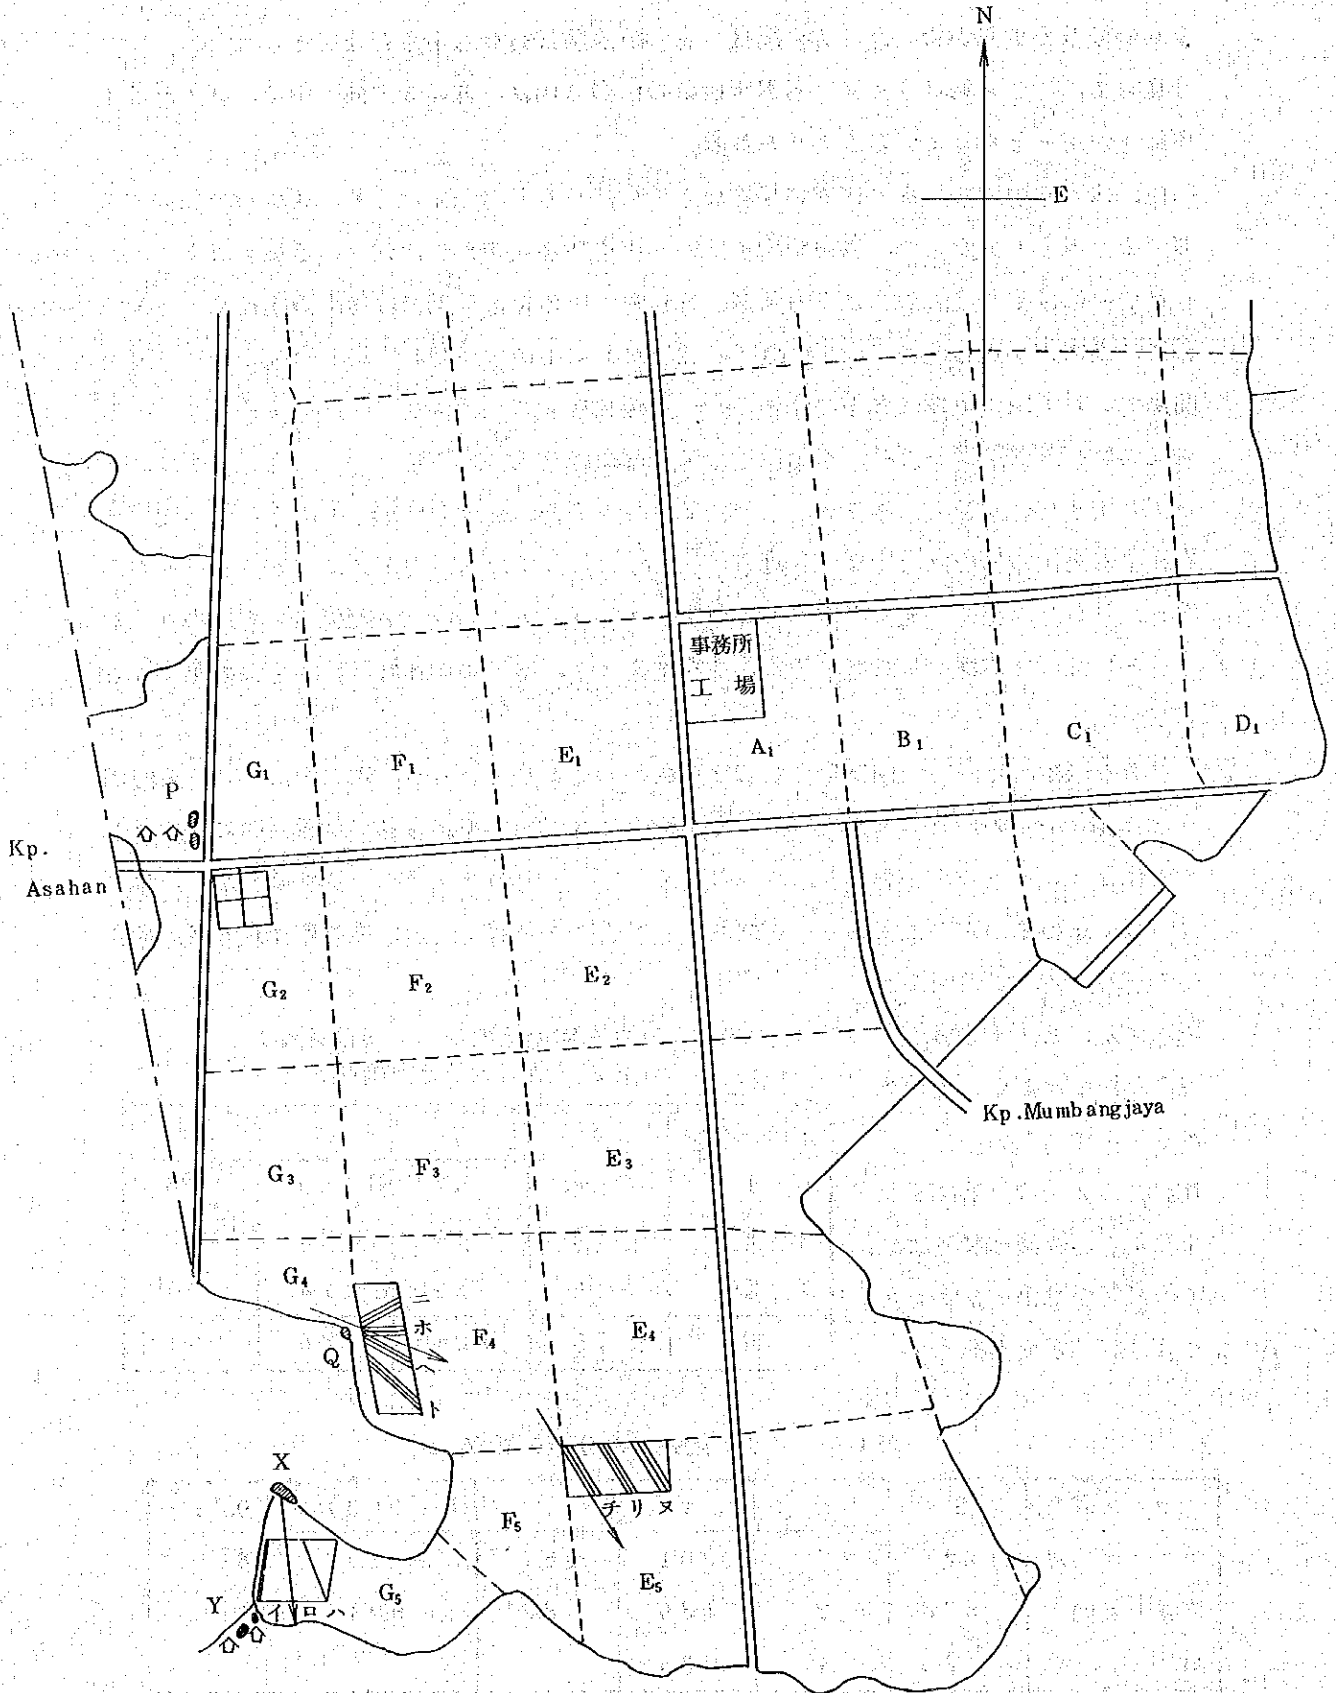 N
E
事務所
工 場
G₁ F₁ E₁ A₁ B₁ C₁ D₁
P
Kp.
Asahan
G₂ F₂ E₂
Kp.Mumbangjaya
G₃ F₃ E₃
G₄
ニ
ホ
F₄ E₄
Q
ヘ
ト
X
チ リ ヌ
F₅
E₅
G₅
Y
イ ロ ハ